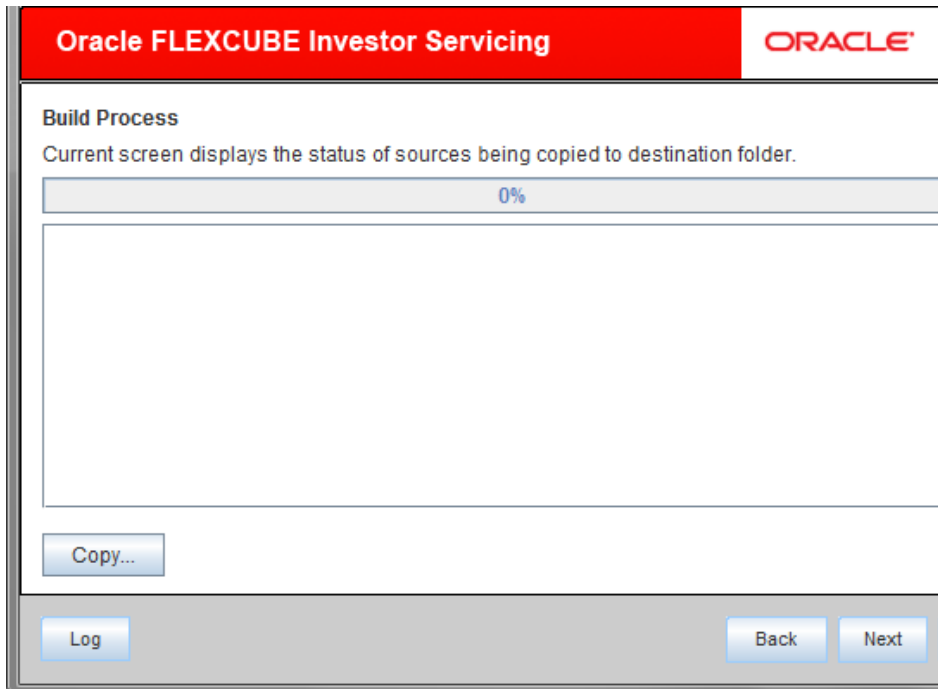 Oracle FLEXCUBE Investor Servicing
ORACLE
Build Process
Current screen displays the status of sources being copied to destination folder.
0%
Copy...
Log
Back
Next